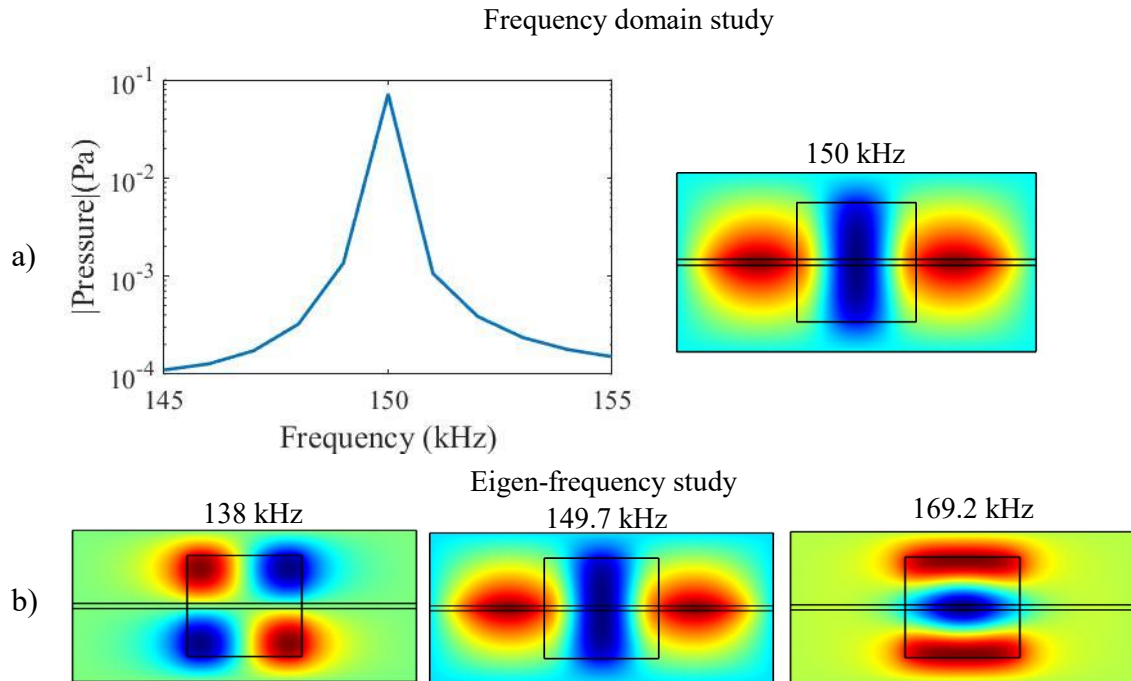 Frequency domain study
a)
|Pressure|(Pa)
10-1
10-2
10-3
10-4
145
150
155
Frequency (kHz)
150 kHz
Eigen-frequency study
138 kHz
149.7 kHz
169.2 kHz
b)